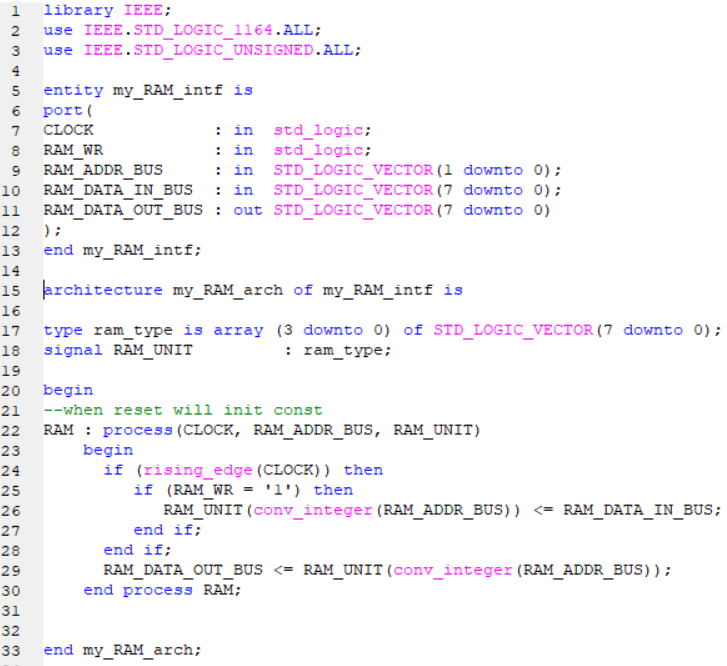 1 library IEEE;
2 use IEEE.STD_LOGIC_1164.ALL;
3 use IEEE.STD_LOGIC_UNSIGNED.ALL;
4
5 entity my_RAM_intf is
6 port(
7 CLOCK            : in  std_logic;
8 RAM_WR           : in  std_logic;
9 RAM_ADDR_BUS     : in  STD_LOGIC_VECTOR(1 downto 0);
10 RAM_DATA_IN_BUS  : in  STD_LOGIC_VECTOR(7 downto 0);
11 RAM_DATA_OUT_BUS : out STD_LOGIC_VECTOR(7 downto 0)
12 );
13 end my_RAM_intf;
14
15 architecture my_RAM_arch of my_RAM_intf is
16
17 type ram_type is array (3 downto 0) of STD_LOGIC_VECTOR(7 downto 0);
18 signal RAM_UNIT         : ram_type;
19
20 begin
21 --when reset will init const
22 RAM : process(CLOCK, RAM_ADDR_BUS, RAM_UNIT)
23     begin
24       if (rising_edge(CLOCK)) then
25          if (RAM_WR = '1') then
26             RAM_UNIT(conv_integer(RAM_ADDR_BUS)) <= RAM_DATA_IN_BUS;
27          end if;
28       end if;
29       RAM_DATA_OUT_BUS <= RAM_UNIT(conv_integer(RAM_ADDR_BUS));
30     end process RAM;
31
32
33 end my_RAM_arch;